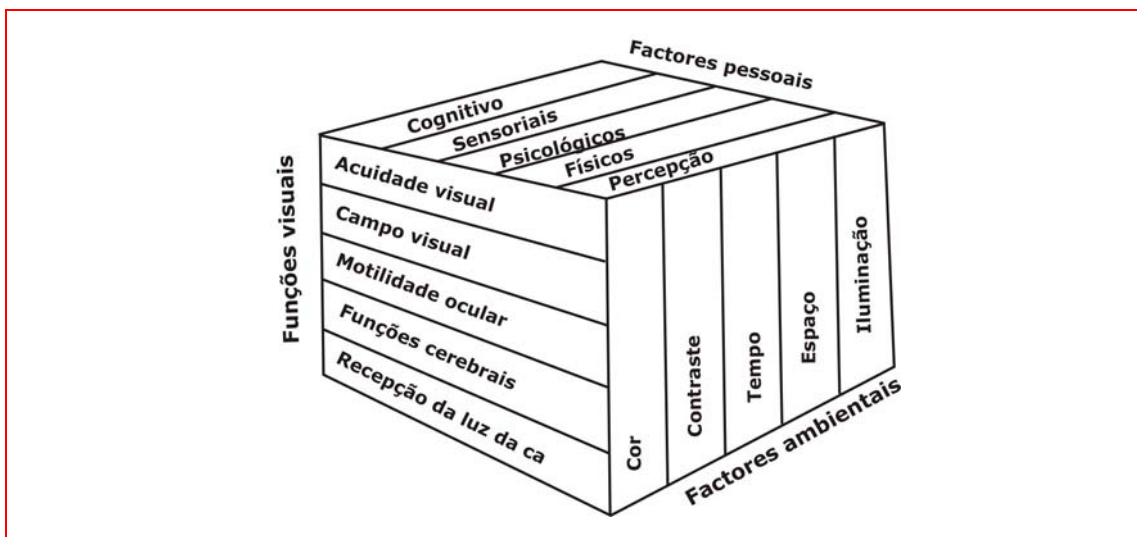 Factores pessoais
Cognitivo
Sensoriais
Psicológicos
Físicos
Percepção
Funções visuais
Acuidade visual
Campo visual
Motilidade ocular
Funções cerebrais
Recepção da luz da ca
Cor
Contraste
Tempo
Espaço
Iluminação
Factores ambientais